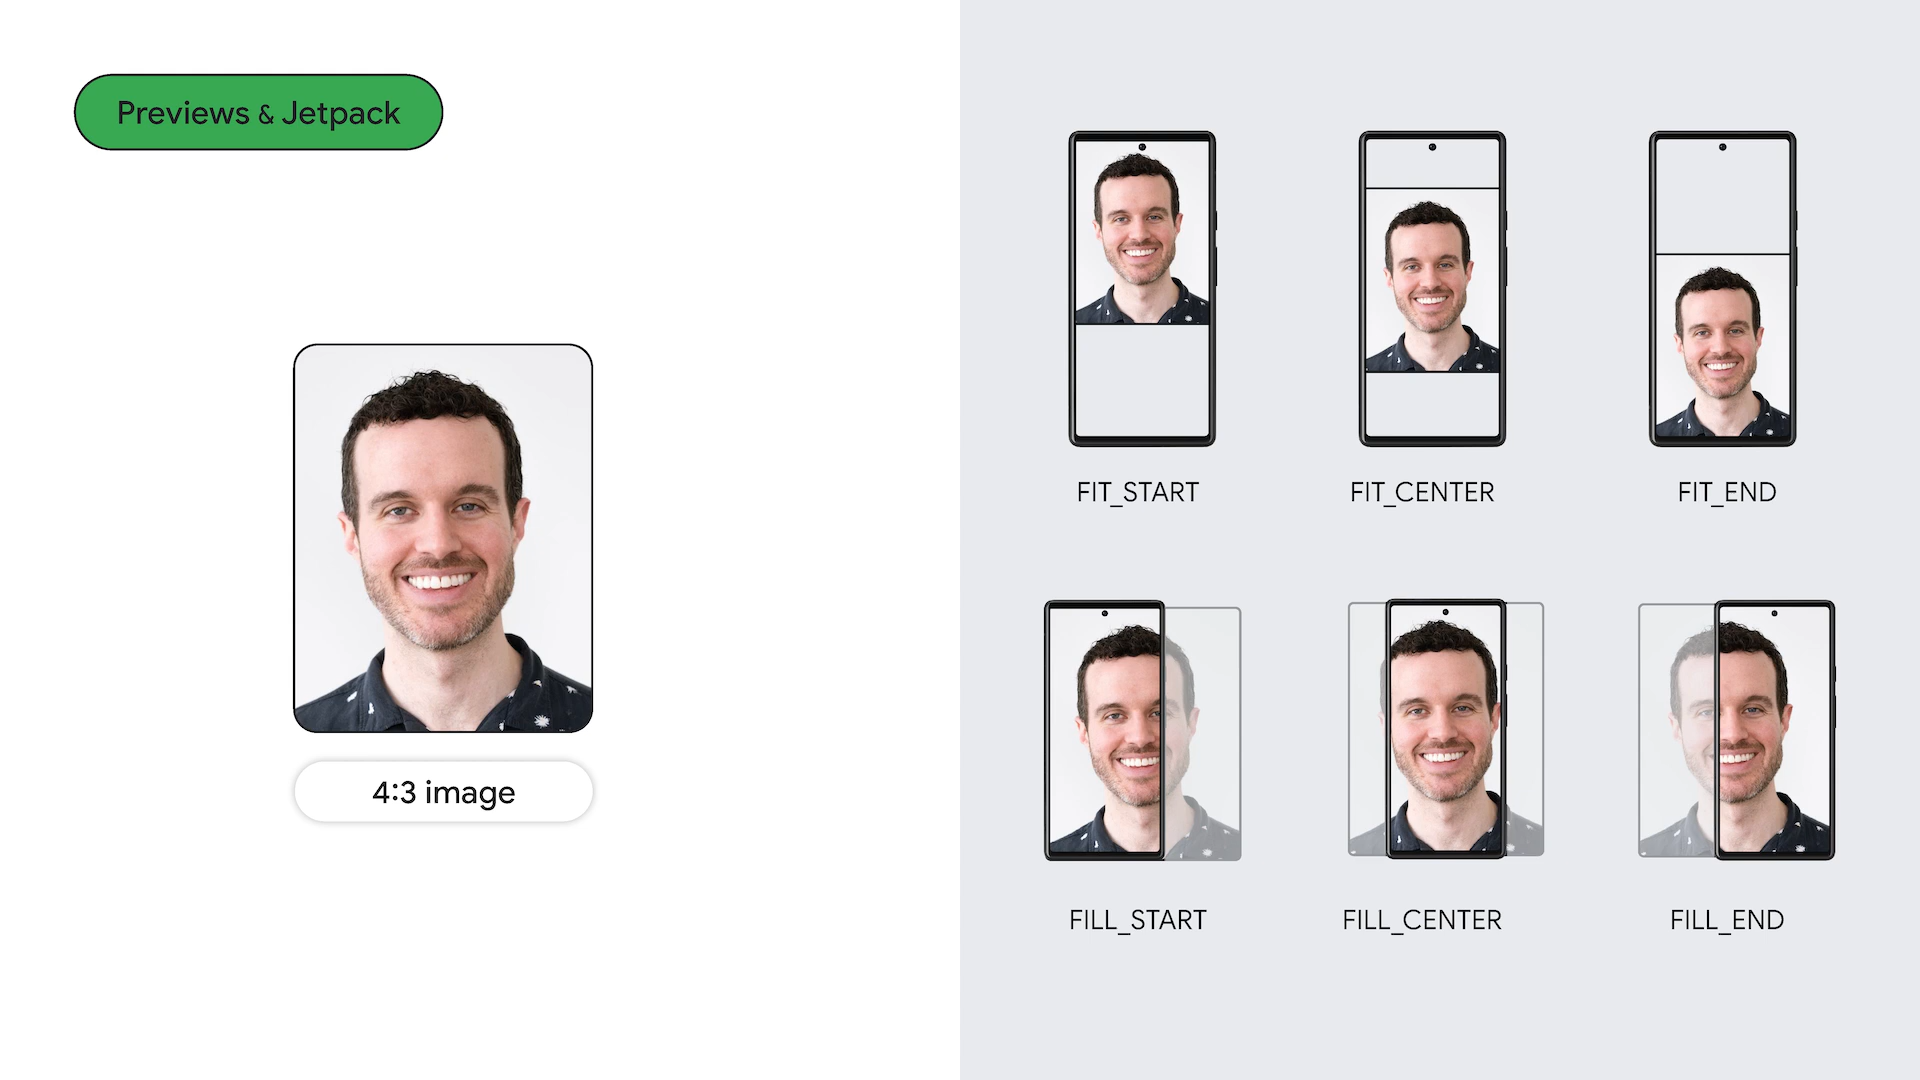 Previews & Jetpack
4:3 image
FIT_START
FIT_CENTER
FIT_END
FILL_START
FILL_CENTER
FILL_END